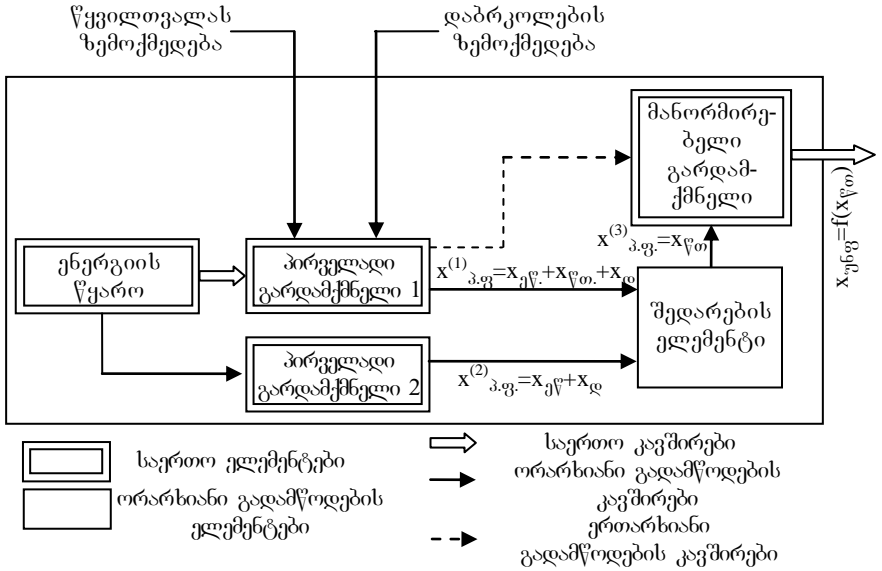 წყვილთვალას
ზემოქმედება
დაბრკოლების
ზემოქმედება
მანორმირე-
ბელი
გარდამ-
ქმნელი
x უნფ=f(x წთ)
x(3)პ.ფ.=xწთ
ენერგიის
წყარო
პირველადი
გარდამქმნელი 1
x(1)პ.ფ=xეწ.+xწთ.+xდ
შედარების
ელემენტი
პირველადი
გარდამქმნელი 2
x(2)პ.ფ.=xეწ+xდ
საერთო ელემენტები
ორარხიანი გადამწოდების
ელემენტები
საერთო კავშირები
ორარხიანი გადამწოდების
კავშირები
ერთარხიანი
გადამწოდების კავშირები